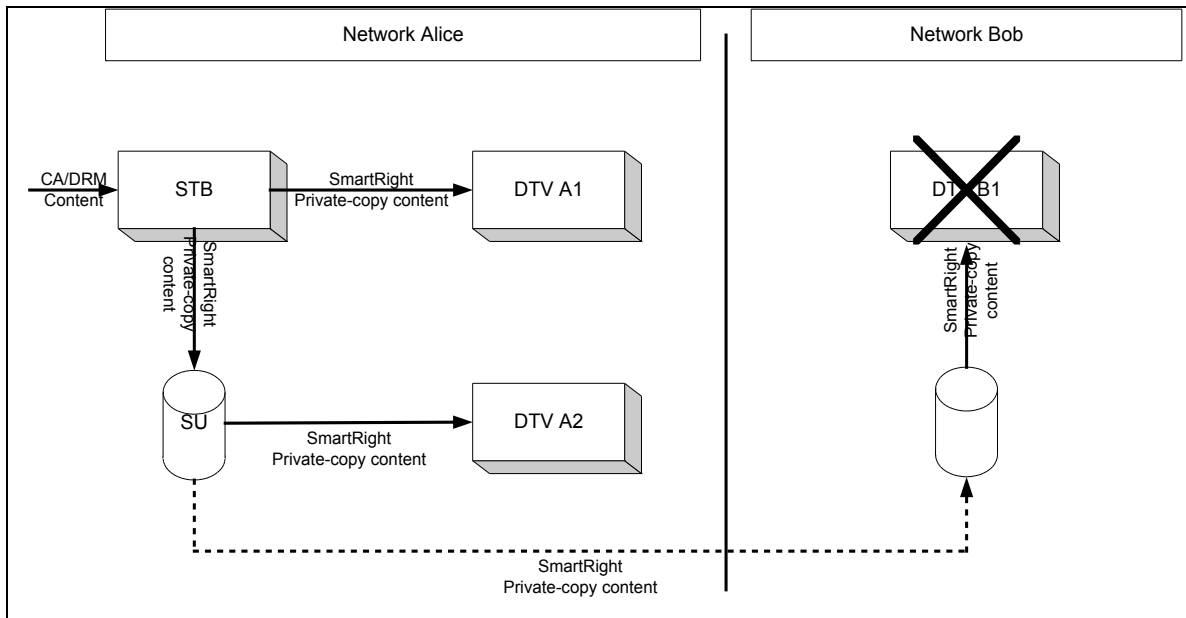 Network Alice
Network Bob
CA/DRM
Content
STB
SmartRight
Private-copy content
DTV A1
SmartRight
Private-copy
content
SU
SmartRight
Private-copy content
DTV A2
B1
SmartRight
Private-copy
content
SmartRight
Private-copy content